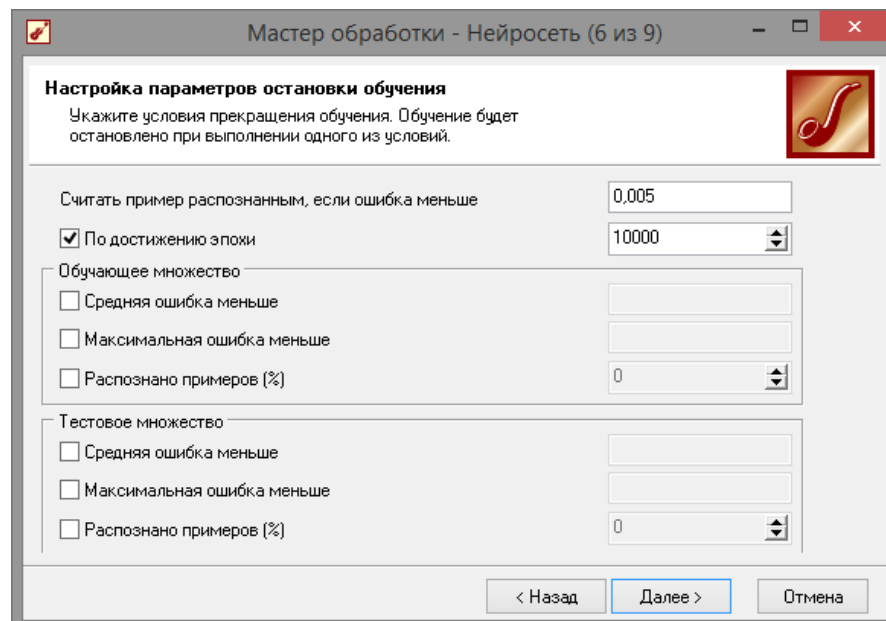 Мастер обработки - Нейросеть (6 из 9)
Настройка параметров остановки обучения
Укажите условия прекращения обучения. Обучение будет
остановлено при выполнении одного из условий.
Считать пример распознанным, если ошибка меньше 0,005
По достижению эпохи 10000
Обучающее множество
Средняя ошибка меньше
Максимальная ошибка меньше
Распознано примеров (%) 0
Тестовое множество
Средняя ошибка меньше
Максимальная ошибка меньше
Распознано примеров (%) 0
< Назад Далее > Отмена